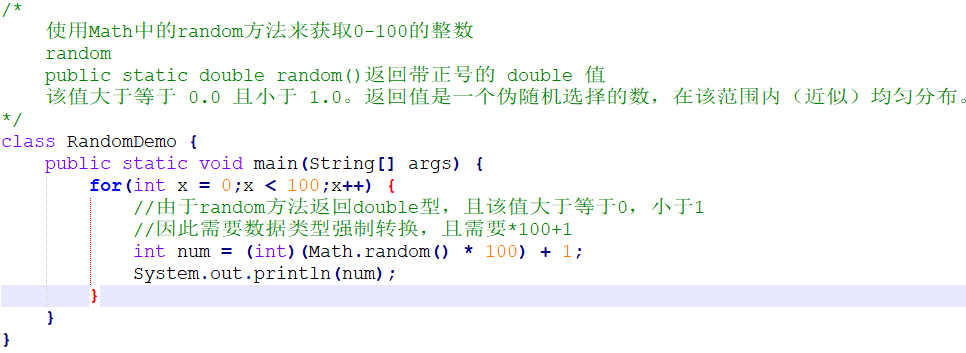 /*
    使用Math中的random方法来获取0-100的整数
    random
    public static double random()返回带正号的 double 值
    该值大于等于 0.0 且小于 1.0。返回值是一个伪随机选择的数，在该范围内（近似）均匀分布。
*/
class RandomDemo {
    public static void main(String[] args) {
        for(int x = 0;x < 100;x++) {
            //由于random方法返回double型，且该值大于等于0，小于1
            //因此需要数据类型强制转换，且需要*100+1
            int num = (int)(Math.random() * 100) + 1;
            System.out.println(num);
        }
    }
}